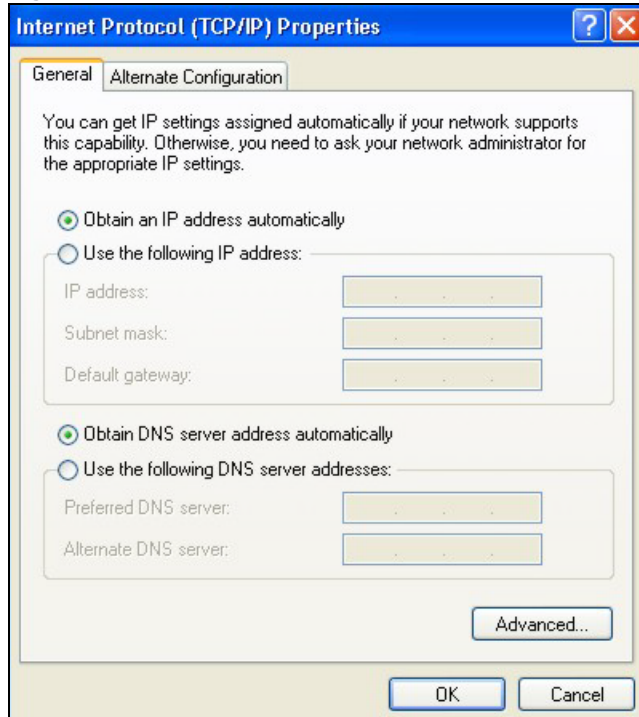 Internet Protocol (TCP/IP) Properties
General
Alternate Configuration
You can get IP settings assigned automatically if your network supports
this capability. Otherwise, you need to ask your network administrator for
the appropriate IP settings.
Obtain an IP address automatically
Use the following IP address:
IP address:
Subnet mask:
Default gateway:
Obtain DNS server address automatically
Use the following DNS server addresses:
Preferred DNS server:
Alternate DNS server:
Advanced...
OK
Cancel